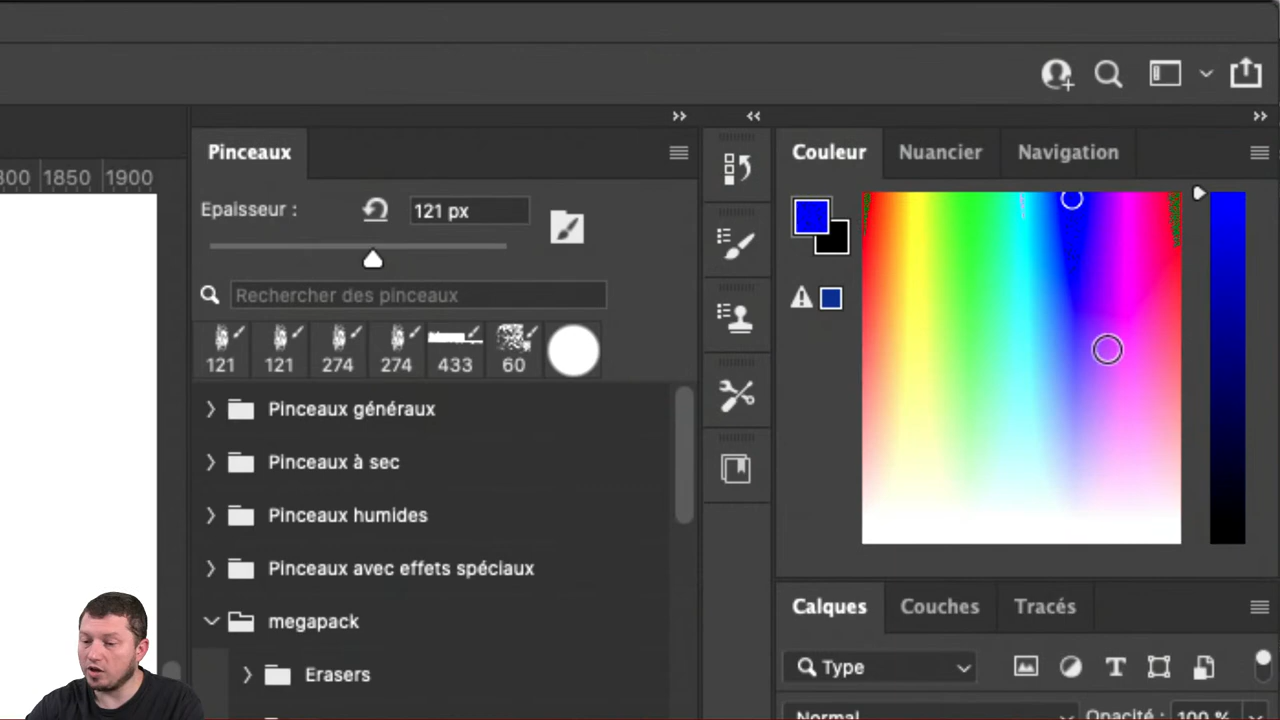 Pinceaux
Couleur Nuancier Navigation
00 1850 1900
Epaisseur : 121 px
Rechercher des pinceaux
121 121 274 274 433 60
Pinceaux généraux
Pinceaux à sec
Pinceaux humides
Pinceaux avec effets spéciaux
megapack
Erasers
Calques Couches Tracés
Type
Normal Opacité : 100 %